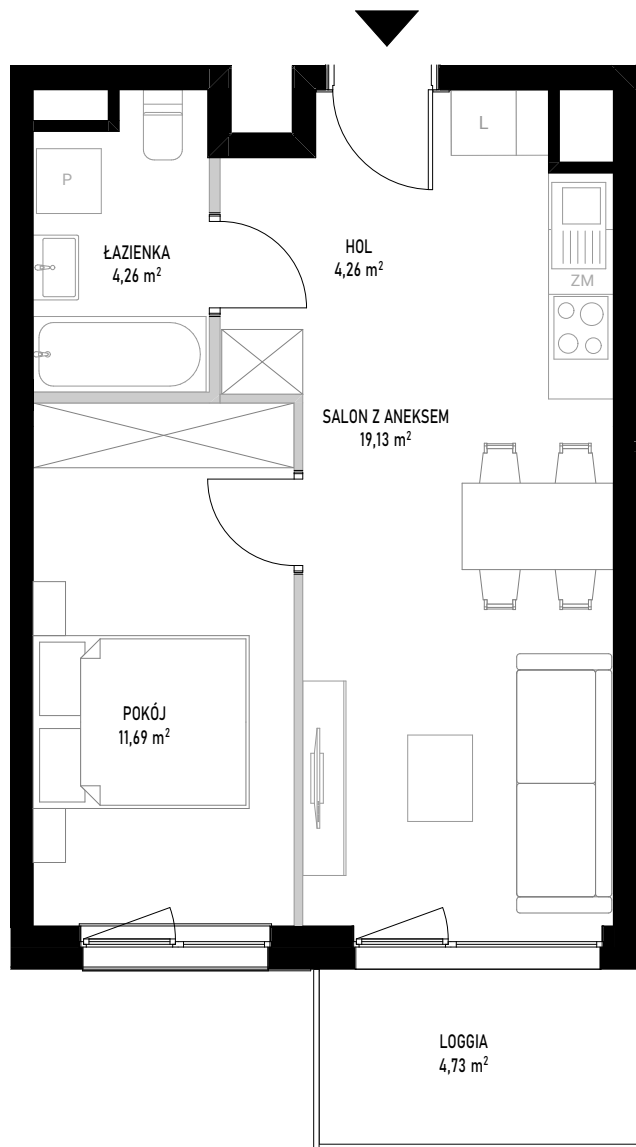 L
P
ŁAZIENKA
4,26 m²
HOL
4,26 m²
ZM
SALON Z ANEKSEM
19,13 m²
POKÓJ
11,69 m²
LOGGIA
4,73 m²